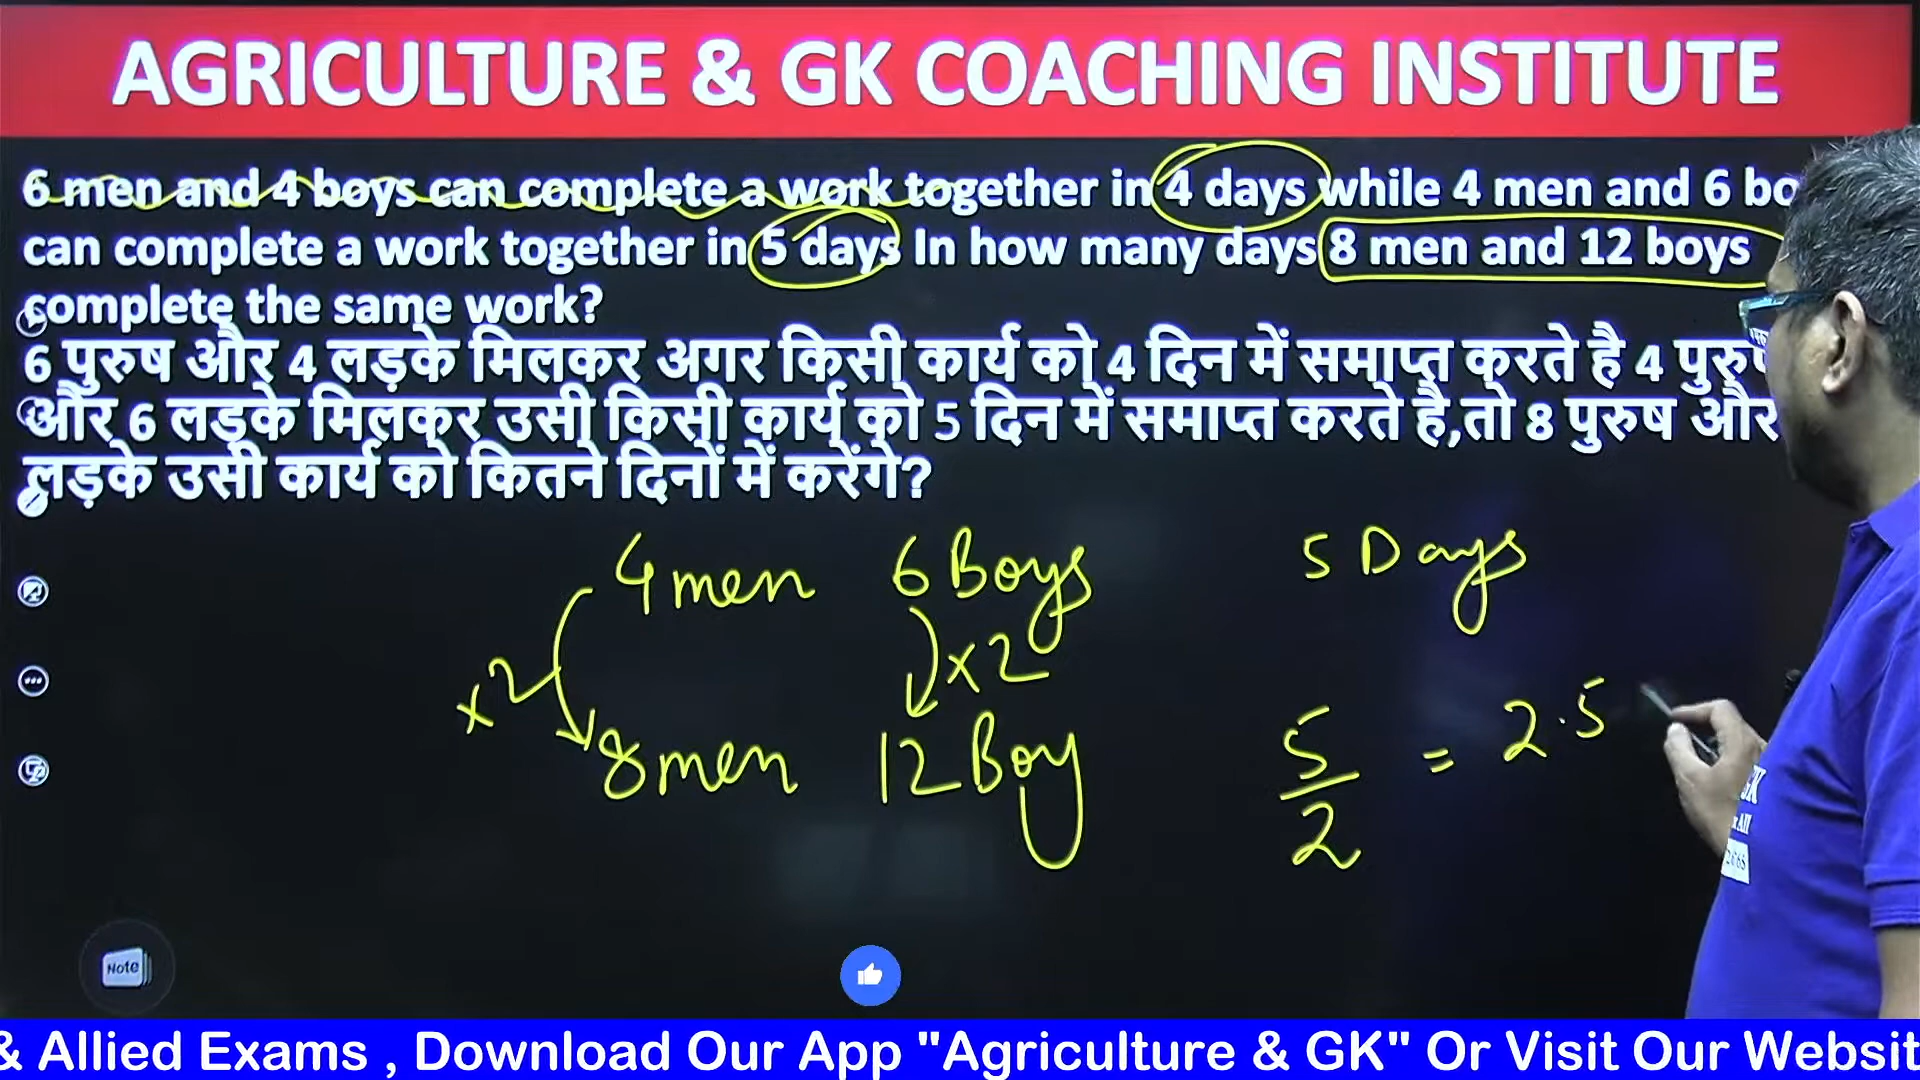 AGRICULTURE & GK COACHING INSTITUTE
6 men and 4 boys can complete a work together in 4 days while 4 men and 6 bo
can complete a work together in 5 days In how many days 8 men and 12 boys
complete the same work?
6 पुरुष और 4 लड़के मिलकर अगर किसी कार्य को 4 दिन में समाप्त करते है 4 पुरुष
और 6 लड़के मिलकर उसी किसी कार्य को 5 दिन में समाप्त करते है,तो 8 पुरुष और
लड़के उसी कार्य को कितने दिनों में करेंगे?
4 men 6 Boys 5 Days
×2 ×2
8 men 12 Boy 5/2 = 2.5
GK
Note
& Allied Exams , Download Our App "Agriculture & GK" Or Visit Our Websit